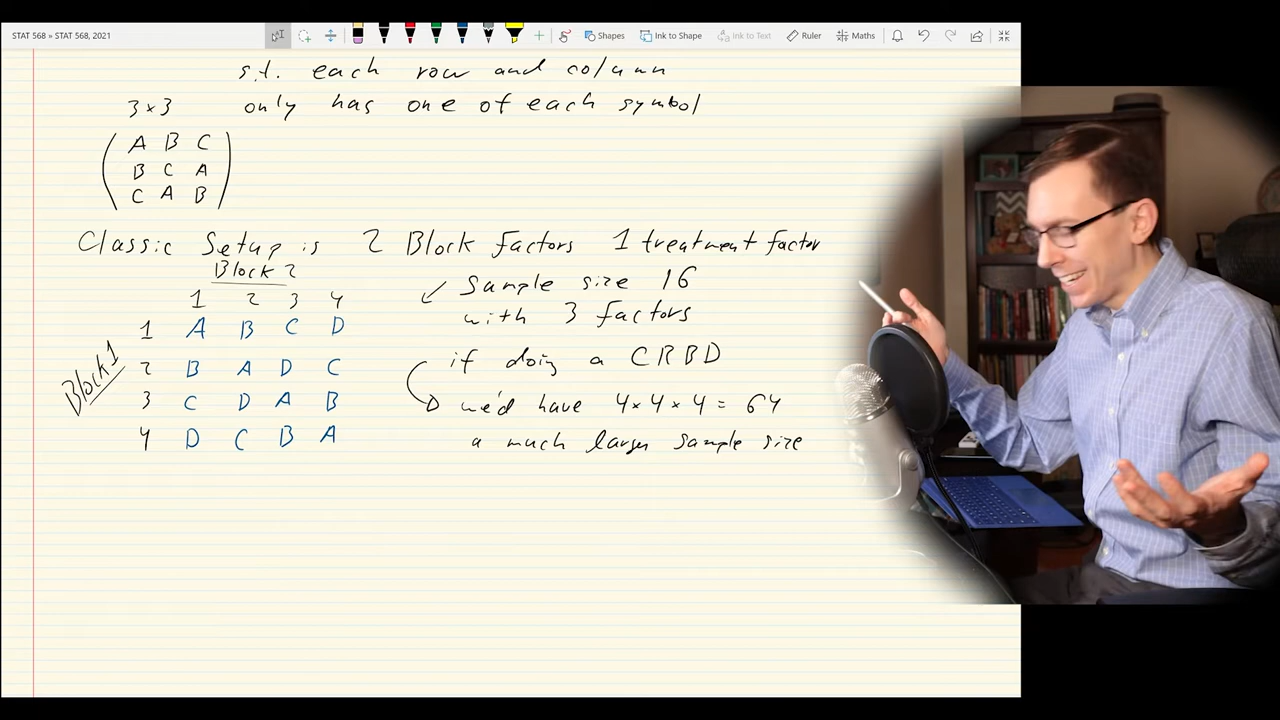 STAT 568 » STAT 568, 2021
Shapes
Ink to Shape
Ink to Text
Ruler
Maths
s.t. each row and column
3×3 only has one of each symbol
A B C
B C A
C A B
Classic Setup is 2 Block Factors 1 treatment factor
Block 2
Sample size 16
1 2 3 4
with 3 factors
Block 1
1 A B C D
2 B A D C
3 C D A B
4 D C B A
if doing a CRBD
we'd have 4×4×4 = 64
a much larger sample size